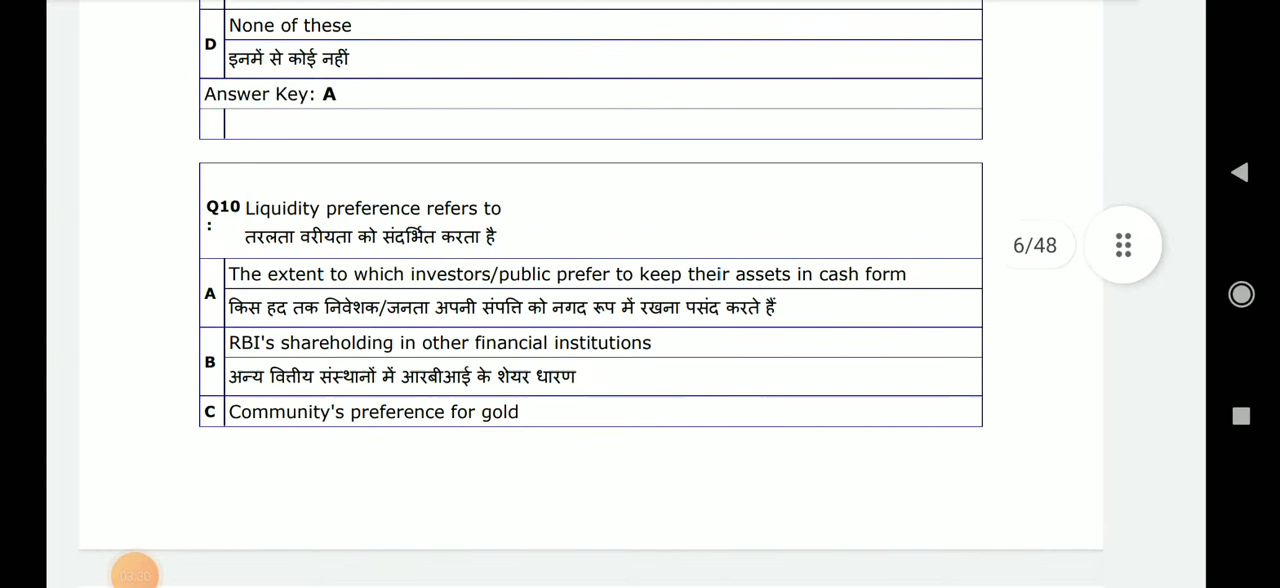 None of these
D
इनमें से कोई नहीं
Answer Key: A
Q10 Liquidity preference refers to
:
तरलता वरीयता को संदर्भित करता है
The extent to which investors/public prefer to keep their assets in cash form
A
किस हद तक निवेशक/जनता अपनी संपत्ति को नगद रूप में रखना पसंद करते हैं
RBI's shareholding in other financial institutions
B
अन्य वित्तीय संस्थानों में आरबीआई के शेयर धारण
C Community's preference for gold
6/48
03:30